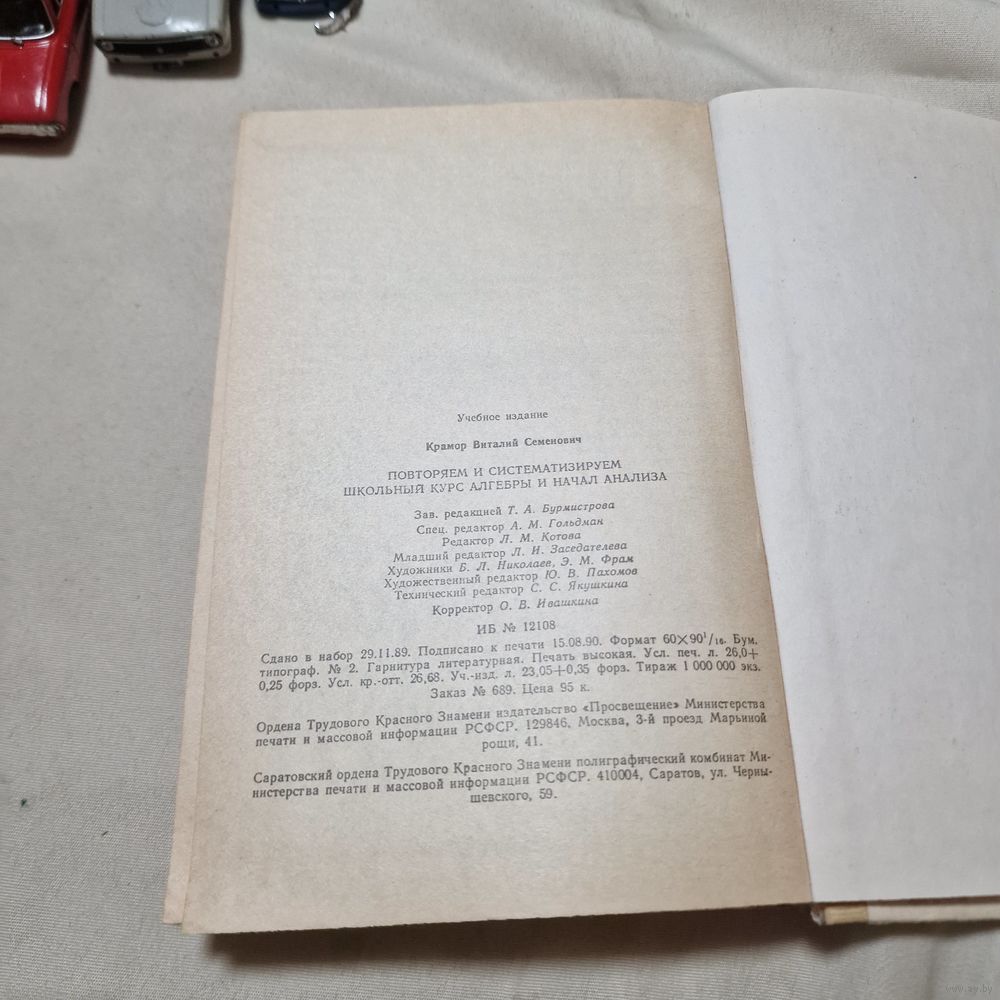 Учебное издание
Крамор Виталий Семенович
ПОВТОРЯЕМ И СИСТЕМАТИЗИРУЕМ
ШКОЛЬНЫЙ КУРС АЛГЕБРЫ И НАЧАЛ АНАЛИЗА
Зав. редакцией Т. А. Бурмистрова
Спец. редактор А. М. Гольдман
Редактор Л. М. Котова
Младший редактор Л. И. Заседателева
Художники Б. Л. Николаев, Э. М. Фрам
Художественный редактор Ю. В. Пахомов
Технический редактор С. С. Якушкина
Корректор О. В. Ивашкина
ИБ № 12108
Сдано в набор 29.11.89. Подписано к печати 15.08.90. Формат 60×90¹/₁₆. Бум.
типограф. № 2. Гарнитура литературная. Печать высокая. Усл. печ. л. 26,0+
0,25 форз. Усл. кр.-отт. 26,68. Уч.-изд. л. 23,05+0,35 форз. Тираж 1 000 000 экз.
Заказ № 689. Цена 95 к.
Ордена Трудового Красного Знамени издательство «Просвещение» Министерства
печати и массовой информации РСФСР. 129846, Москва, 3-й проезд Марьиной
рощи, 41.
Саратовский ордена Трудового Красного Знамени полиграфический комбинат Ми-
нистерства печати и массовой информации РСФСР. 410004, Саратов, ул. Черны-
шевского, 59.
www.ay.by